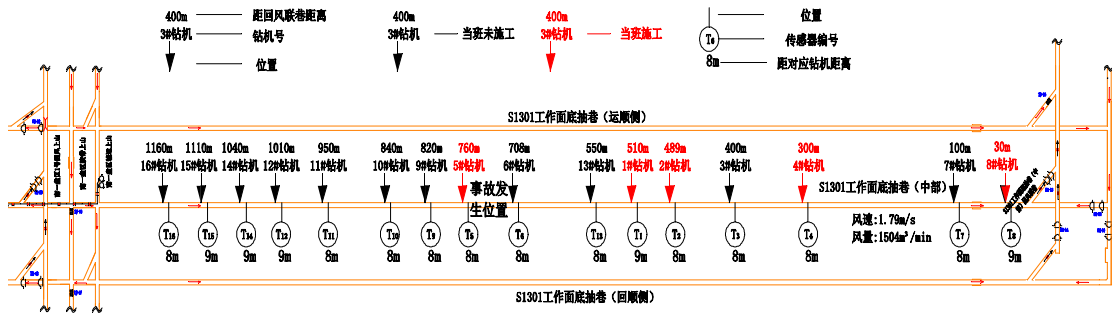 400m
3#钻机
距回风联巷距离
钻机号
位置
400m
3#钻机
当班未施工
400m
3#钻机
当班施工
T6
8m
位置
传感器编号
距对应钻机距离
S1301工作面底抽巷（运顺侧）
1160m
16#钻机
1110m
15#钻机
1040m
14#钻机
1010m
12#钻机
950m
11#钻机
840m
10#钻机
820m
9#钻机
760m
5#钻机
708m
6#钻机
550m
13#钻机
510m
1#钻机
489m
2#钻机
400m
3#钻机
300m
4#钻机
100m
7#钻机
30m
8#钻机
S1301工作面底抽巷（中部）
事故发
生位置
风速:1.79m/s
风量:1504m³/min
T16
8m
T15
9m
T14
9m
T12
9m
T11
8m
T10
8m
T9
8m
T5
8m
T6
8m
T13
8m
T1
9m
T2
8m
T3
8m
T4
8m
T7
8m
T8
9m
S1301工作面底抽巷（回顺侧）